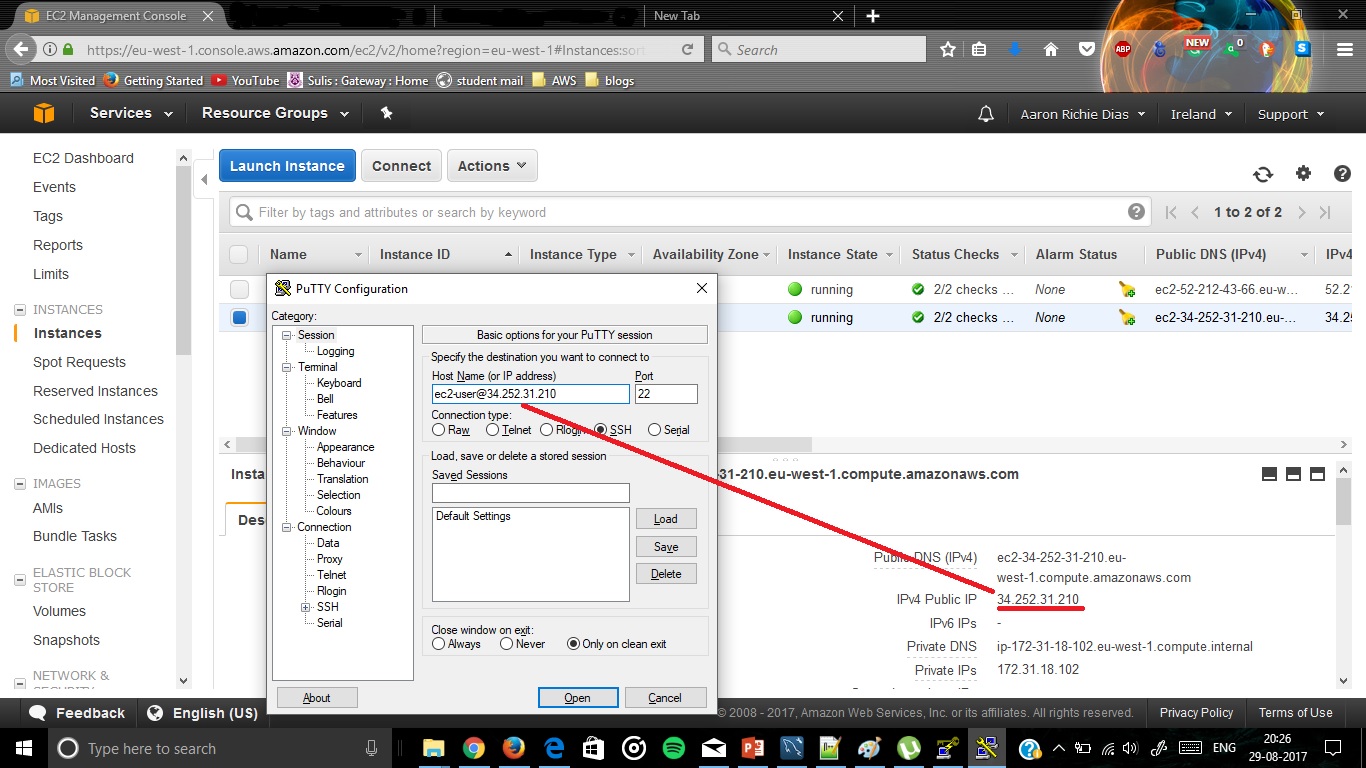 EC2 Management Console
New Tab
https://eu-west-1.console.aws.amazon.com/ec2/v2/home?region=eu-west-1#Instances:sort
Search
ABP
NEW
0
Most Visited
Getting Started
YouTube
Sulis : Gateway : Home
student mail
AWS
blogs
Services
Resource Groups
Aaron Richie Dias
Ireland
Support
EC2 Dashboard
Events
Tags
Reports
Limits
INSTANCES
Instances
Spot Requests
Reserved Instances
Scheduled Instances
Dedicated Hosts
IMAGES
AMIs
Bundle Tasks
ELASTIC BLOCK
STORE
Volumes
Snapshots
NETWORK &
SECURITY
Launch Instance
Connect
Actions
Filter by tags and attributes or search by keyword
1 to 2 of 2
Name
Instance ID
Instance Type
Availability Zone
Instance State
Status Checks
Alarm Status
Public DNS (IPv4)
IPv4
running
2/2 checks ...
None
ec2-52-212-43-66.eu-w...
52.2
running
2/2 checks ...
None
ec2-34-252-31-210.eu-...
34.2
PuTTY Configuration
Category:
Session
Logging
Terminal
Keyboard
Bell
Features
Window
Appearance
Behaviour
Translation
Selection
Colours
Connection
Data
Proxy
Telnet
Rlogin
SSH
Serial
Basic options for your PuTTY session
Specify the destination you want to connect to
Host Name (or IP address)
Port
ec2-user@34.252.31.210
22
Connection type:
Raw
Telnet
Rlogin
SSH
Serial
Load, save or delete a stored session
Saved Sessions
Default Settings
Load
Save
Delete
Close window on exit:
Always
Never
Only on clean exit
About
Open
Cancel
Insta
31-210.eu-west-1.compute.amazonaws.com
Des
Public DNS (IPv4)
ec2-34-252-31-210.eu-
west-1.compute.amazonaws.com
IPv4 Public IP
34.252.31.210
IPv6 IPs
-
Private DNS
ip-172-31-18-102.eu-west-1.compute.internal
Private IPs
172.31.18.102
Feedback
English (US)
© 2008 - 2017, Amazon Web Services, Inc. or its affiliates. All rights reserved.
Privacy Policy
Terms of Use
Type here to search
ENG
20:26
29-08-2017